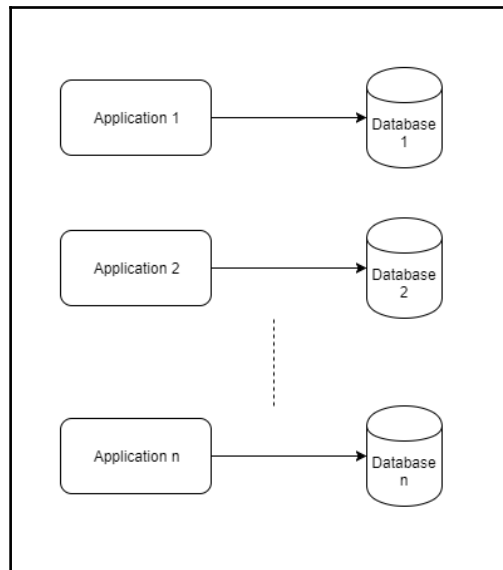 Application 1
Database
1
Application 2
Database
2
Application n
Database
n